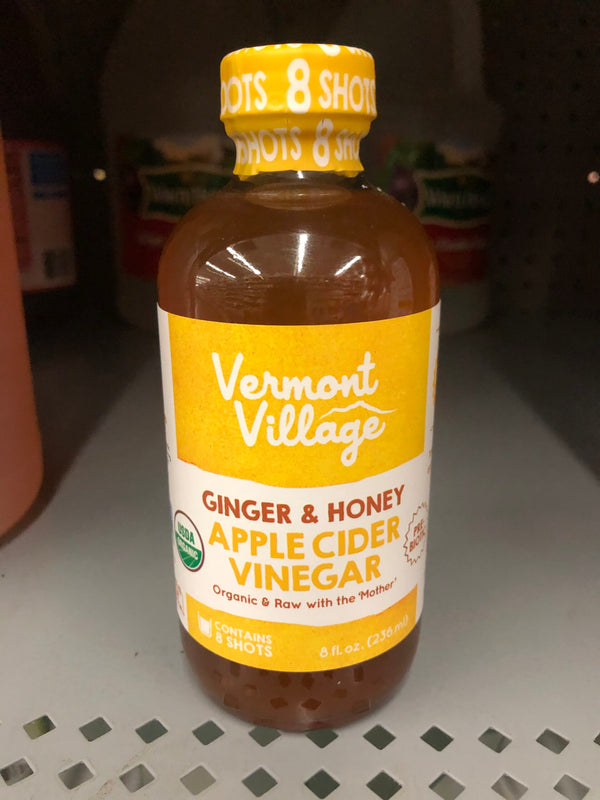 OOTS 8 SHOTS
SHOTS 8 SHO
Vermont
Village
GINGER & HONEY
USDA
ORGANIC
APPLE CIDER
VINEGAR
PRE-
BIOTIC
Organic & Raw with the 'Mother'
CONTAINS
8 SHOTS
8 fl. oz. (236 ml)